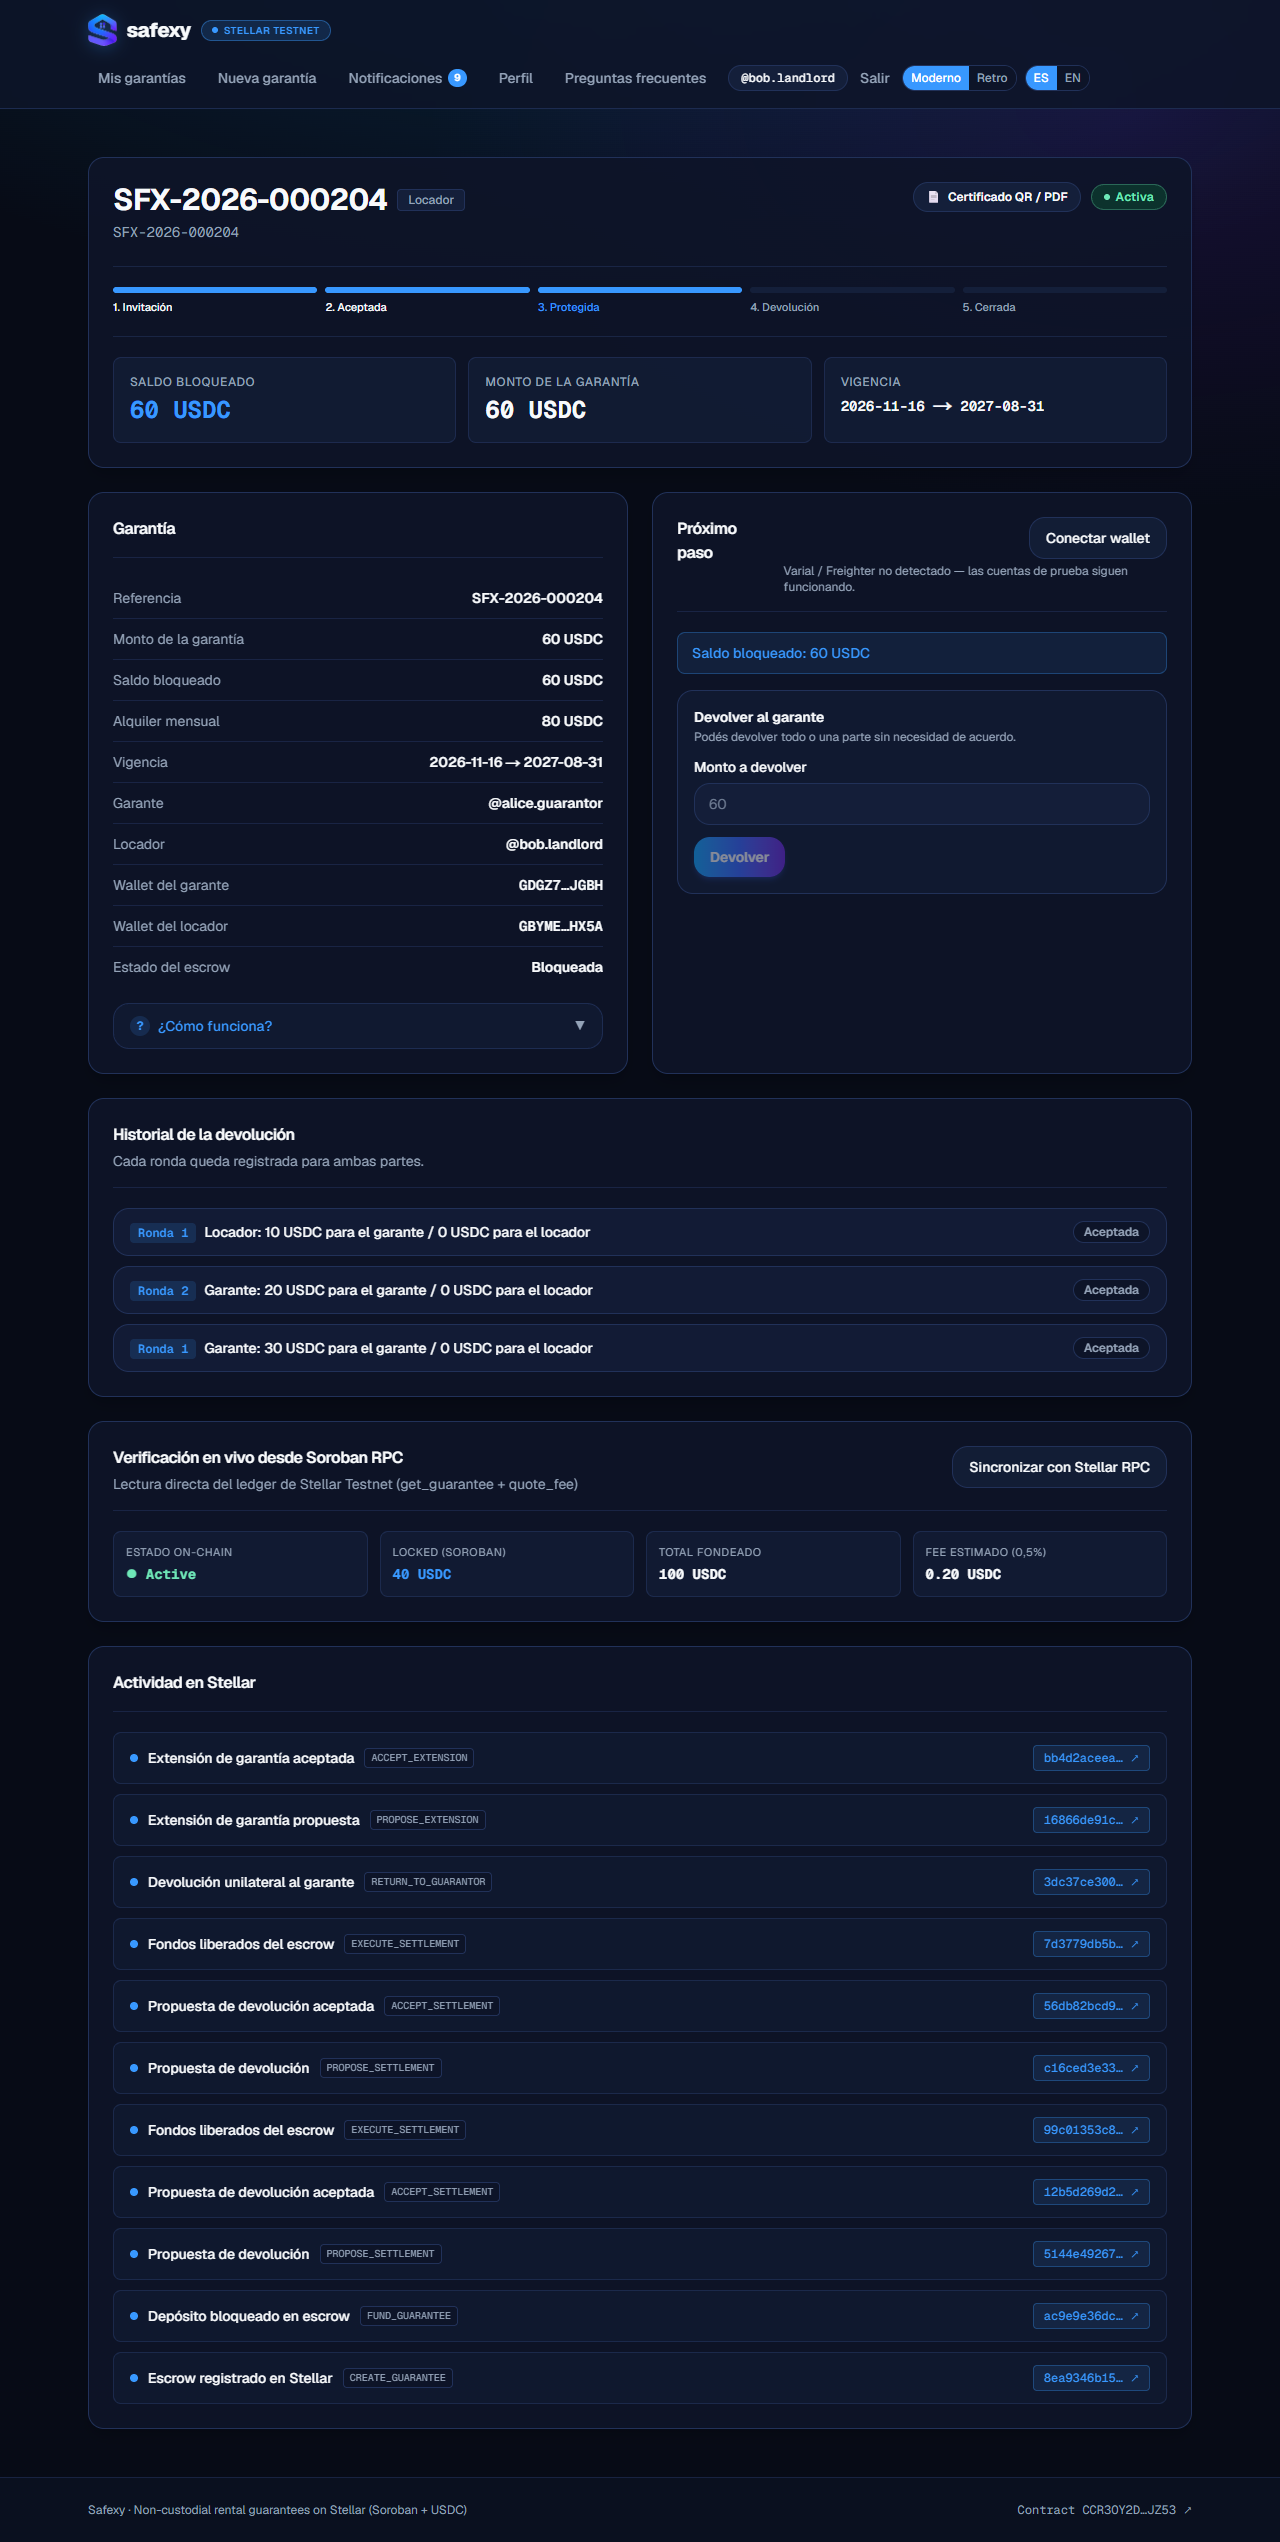 safexy
STELLAR TESTNET
Mis garantías
Nueva garantía
Notificaciones 9
Perfil
Preguntas frecuentes
@bob.landlord
Salir
Moderno Retro
ES EN
SFX-2026-000204 Locador
Certificado QR / PDF
Activa
SFX-2026-000204
1. Invitación
2. Aceptada
3. Protegida
4. Devolución
5. Cerrada
SALDO BLOQUEADO
60 USDC
MONTO DE LA GARANTÍA
60 USDC
VIGENCIA
2026-11-16 → 2027-08-31
Garantía
Referencia SFX-2026-000204
Monto de la garantía 60 USDC
Saldo bloqueado 60 USDC
Alquiler mensual 80 USDC
Vigencia 2026-11-16 → 2027-08-31
Garante @alice.guarantor
Locador @bob.landlord
Wallet del garante GDGZ7…JGBH
Wallet del locador GBYME…HX5A
Estado del escrow Bloqueada
? ¿Cómo funciona? ▼
Próximo
paso
Conectar wallet
Varial / Freighter no detectado — las cuentas de prueba siguen
funcionando.
Saldo bloqueado: 60 USDC
Devolver al garante
Podés devolver todo o una parte sin necesidad de acuerdo.
Monto a devolver
60
Devolver
Historial de la devolución
Cada ronda queda registrada para ambas partes.
Ronda 1 Locador: 10 USDC para el garante / 0 USDC para el locador Aceptada
Ronda 2 Garante: 20 USDC para el garante / 0 USDC para el locador Aceptada
Ronda 1 Garante: 30 USDC para el garante / 0 USDC para el locador Aceptada
Verificación en vivo desde Soroban RPC
Lectura directa del ledger de Stellar Testnet (get_guarantee + quote_fee)
Sincronizar con Stellar RPC
ESTADO ON-CHAIN
● Active
LOCKED (SOROBAN)
40 USDC
TOTAL FONDEADO
100 USDC
FEE ESTIMADO (0,5%)
0.20 USDC
Actividad en Stellar
Extensión de garantía aceptada ACCEPT_EXTENSION bb4d2aceea… ↗
Extensión de garantía propuesta PROPOSE_EXTENSION 16866de91c… ↗
Devolución unilateral al garante RETURN_TO_GUARANTOR 3dc37ce300… ↗
Fondos liberados del escrow EXECUTE_SETTLEMENT 7d3779db5b… ↗
Propuesta de devolución aceptada ACCEPT_SETTLEMENT 56db82bcd9… ↗
Propuesta de devolución PROPOSE_SETTLEMENT c16ced3e33… ↗
Fondos liberados del escrow EXECUTE_SETTLEMENT 99c01353c8… ↗
Propuesta de devolución aceptada ACCEPT_SETTLEMENT 12b5d269d2… ↗
Propuesta de devolución PROPOSE_SETTLEMENT 5144e49267… ↗
Depósito bloqueado en escrow FUND_GUARANTEE ac9e9e36dc… ↗
Escrow registrado en Stellar CREATE_GUARANTEE 8ea9346b15… ↗
Safexy · Non-custodial rental guarantees on Stellar (Soroban + USDC)
Contract CCR3OY2D…JZ53 ↗